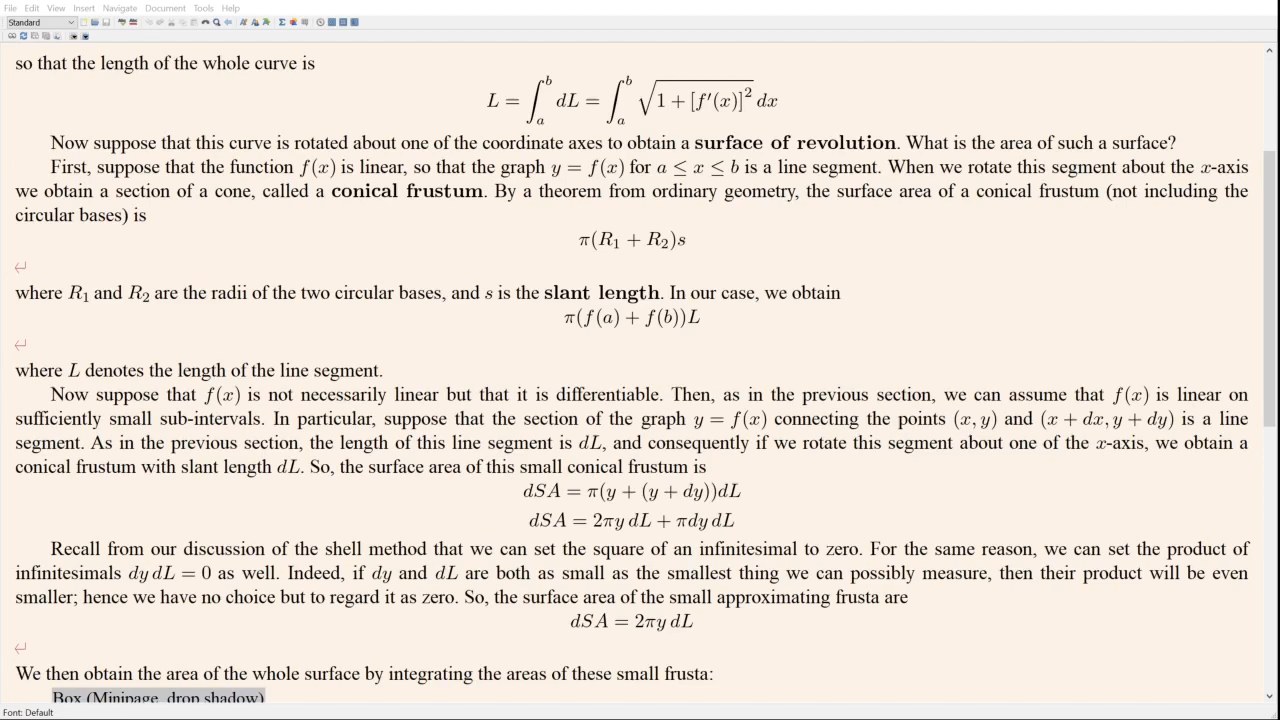 File Edit View Insert Navigate Document Tools Help
Standard
so that the length of the whole curve is
L = ∫_a^b dL = ∫_a^b √(1 + [f′(x)]²) dx
Now suppose that this curve is rotated about one of the coordinate axes to obtain a surface of revolution. What is the area of such a surface?
First, suppose that the function f(x) is linear, so that the graph y = f(x) for a ≤ x ≤ b is a line segment. When we rotate this segment about the x-axis
we obtain a section of a cone, called a conical frustum. By a theorem from ordinary geometry, the surface area of a conical frustum (not including the
circular bases) is
π(R₁ + R₂)s
where R₁ and R₂ are the radii of the two circular bases, and s is the slant length. In our case, we obtain
π(f(a) + f(b))L
where L denotes the length of the line segment.
Now suppose that f(x) is not necessarily linear but that it is differentiable. Then, as in the previous section, we can assume that f(x) is linear on
sufficiently small sub-intervals. In particular, suppose that the section of the graph y = f(x) connecting the points (x, y) and (x + dx, y + dy) is a line
segment. As in the previous section, the length of this line segment is dL, and consequently if we rotate this segment about one of the x-axis, we obtain a
conical frustum with slant length dL. So, the surface area of this small conical frustum is
dSA = π(y + (y + dy))dL
dSA = 2πy dL + πdy dL
Recall from our discussion of the shell method that we can set the square of an infinitesimal to zero. For the same reason, we can set the product of
infinitesimals dy dL = 0 as well. Indeed, if dy and dL are both as small as the smallest thing we can possibly measure, then their product will be even
smaller; hence we have no choice but to regard it as zero. So, the surface area of the small approximating frusta are
dSA = 2πy dL
We then obtain the area of the whole surface by integrating the areas of these small frusta:
Box (Minipage, drop shadow)
Font: Default